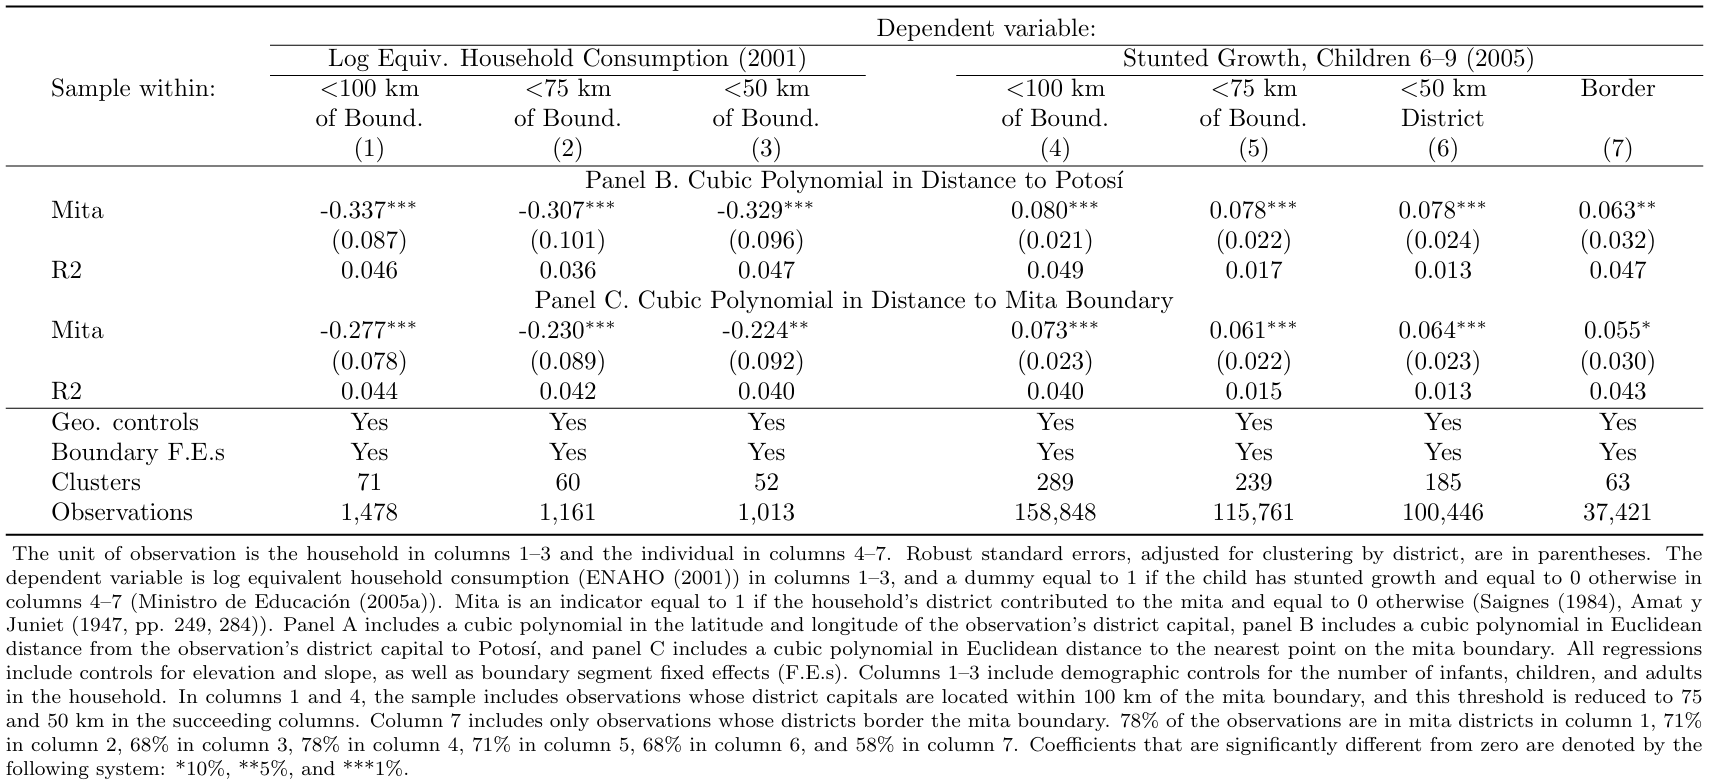 Dependent variable:
Log Equiv. Household Consumption (2001) Stunted Growth, Children 6–9 (2005)
Sample within: <100 km <75 km <50 km <100 km <75 km <50 km Border
of Bound. of Bound. of Bound. of Bound. of Bound. District
(1) (2) (3) (4) (5) (6) (7)
Panel B. Cubic Polynomial in Distance to Potosí
Mita -0.337*** -0.307*** -0.329*** 0.080*** 0.078*** 0.078*** 0.063**
(0.087) (0.101) (0.096) (0.021) (0.022) (0.024) (0.032)
R2 0.046 0.036 0.047 0.049 0.017 0.013 0.047
Panel C. Cubic Polynomial in Distance to Mita Boundary
Mita -0.277*** -0.230*** -0.224** 0.073*** 0.061*** 0.064*** 0.055*
(0.078) (0.089) (0.092) (0.023) (0.022) (0.023) (0.030)
R2 0.044 0.042 0.040 0.040 0.015 0.013 0.043
Geo. controls Yes Yes Yes Yes Yes Yes Yes
Boundary F.E.s Yes Yes Yes Yes Yes Yes Yes
Clusters 71 60 52 289 239 185 63
Observations 1,478 1,161 1,013 158,848 115,761 100,446 37,421
The unit of observation is the household in columns 1–3 and the individual in columns 4–7. Robust standard errors, adjusted for clustering by district, are in parentheses. The
dependent variable is log equivalent household consumption (ENAHO (2001)) in columns 1–3, and a dummy equal to 1 if the child has stunted growth and equal to 0 otherwise in
columns 4–7 (Ministro de Educación (2005a)). Mita is an indicator equal to 1 if the household's district contributed to the mita and equal to 0 otherwise (Saignes (1984), Amat y
Juniet (1947, pp. 249, 284)). Panel A includes a cubic polynomial in the latitude and longitude of the observation's district capital, panel B includes a cubic polynomial in Euclidean
distance from the observation's district capital to Potosí, and panel C includes a cubic polynomial in Euclidean distance to the nearest point on the mita boundary. All regressions
include controls for elevation and slope, as well as boundary segment fixed effects (F.E.s). Columns 1–3 include demographic controls for the number of infants, children, and adults
in the household. In columns 1 and 4, the sample includes observations whose district capitals are located within 100 km of the mita boundary, and this threshold is reduced to 75
and 50 km in the succeeding columns. Column 7 includes only observations whose districts border the mita boundary. 78% of the observations are in mita districts in column 1, 71%
in column 2, 68% in column 3, 78% in column 4, 71% in column 5, 68% in column 6, and 58% in column 7. Coefficients that are significantly different from zero are denoted by the
following system: *10%, **5%, and ***1%.